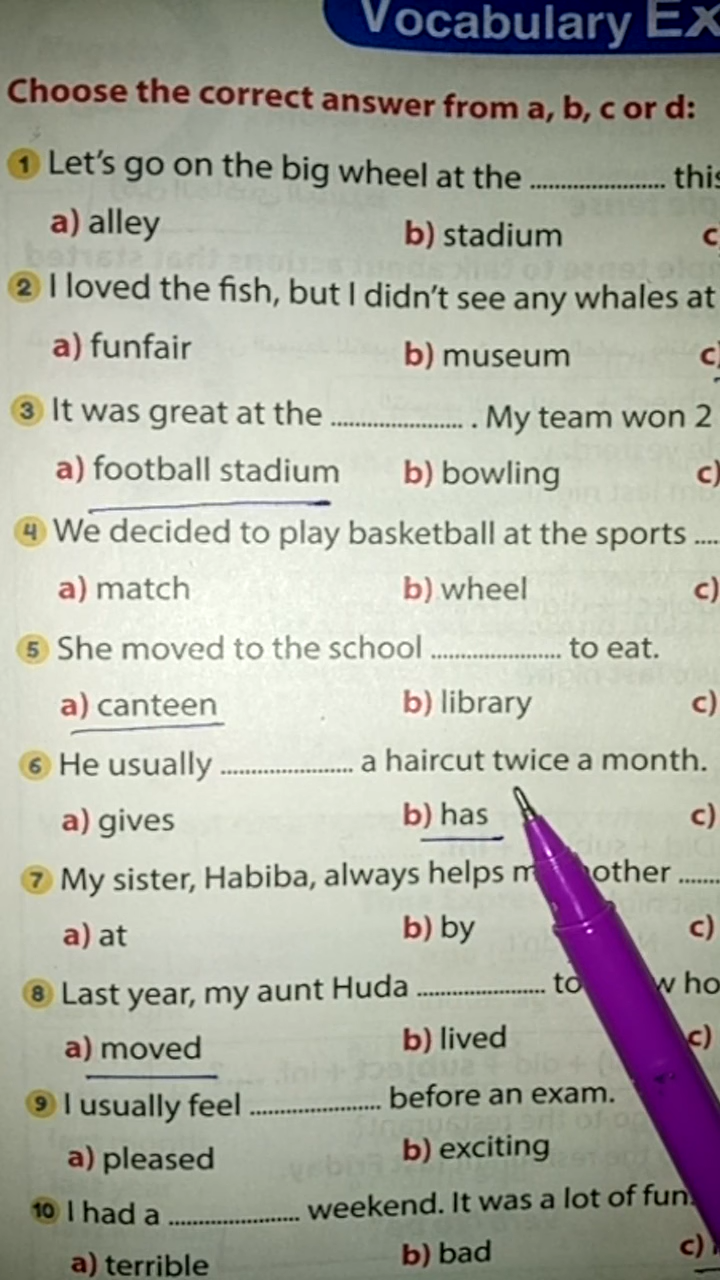 Vocabulary Ex
Choose the correct answer from a, b, c or d:
1 Let's go on the big wheel at the ...................... this
a) alley b) stadium c
2 I loved the fish, but I didn't see any whales at
a) funfair b) museum c)
3 It was great at the ...................... . My team won 2
a) football stadium b) bowling c)
4 We decided to play basketball at the sports ....
a) match b) wheel c)
5 She moved to the school ...................... to eat.
a) canteen b) library c)
6 He usually ...................... a haircut twice a month.
a) gives b) has c)
7 My sister, Habiba, always helps m other .......
a) at b) by c)
8 Last year, my aunt Huda ...................... to w ho
a) moved b) lived c)
9 I usually feel ...................... before an exam.
a) pleased b) exciting
10 I had a ...................... weekend. It was a lot of fun.
a) terrible b) bad c)